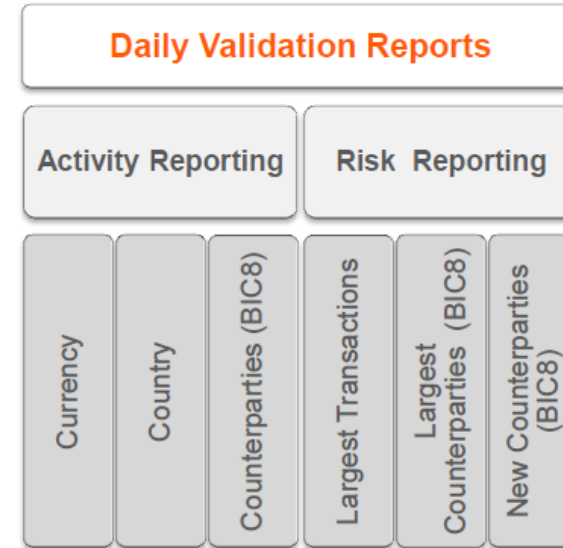 Daily Validation Reports
Activity Reporting
Risk Reporting
Currency
Country
Counterparties (BIC8)
Largest Transactions
Largest
Counterparties (BIC8)
New Counterparties
(BIC8)